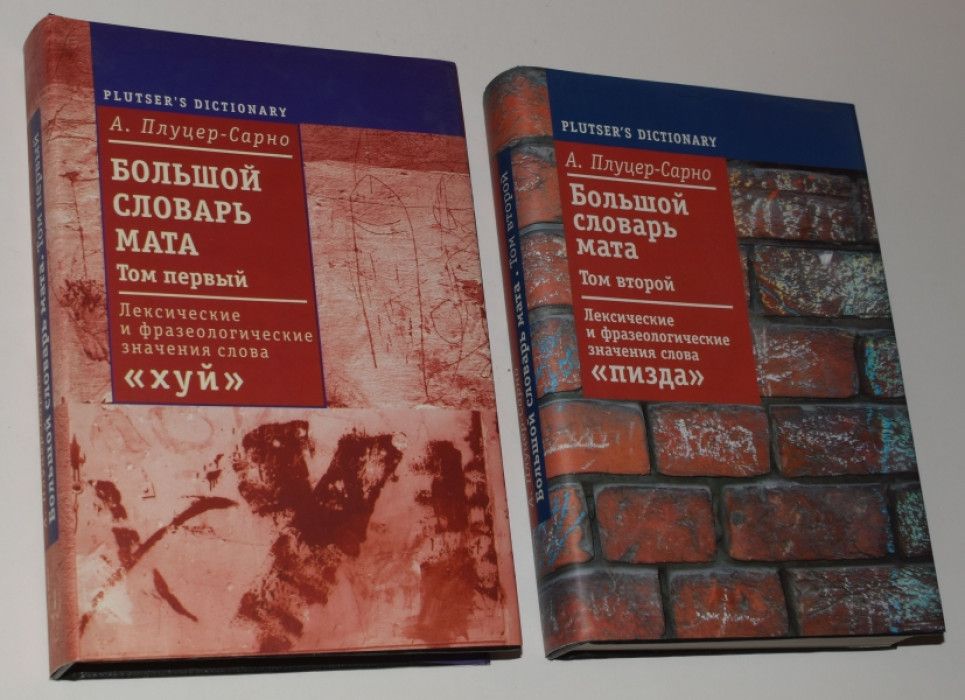 PLUTSER'S DICTIONARY
А. Плуцер-Сарно
БОЛЬШОЙ
СЛОВАРЬ
МАТА
Том первый
Лексические
и фразеологические
значения слова
«хуй»
Большой словарь мата. Том первый
PLUTSER'S DICTIONARY
А. Плуцер-Сарно
Большой
словарь
мата
Том второй
Лексические
и фразеологические
значения слова
«пизда»
Большой словарь мата • Том второй
А. Плуцер-Сарно